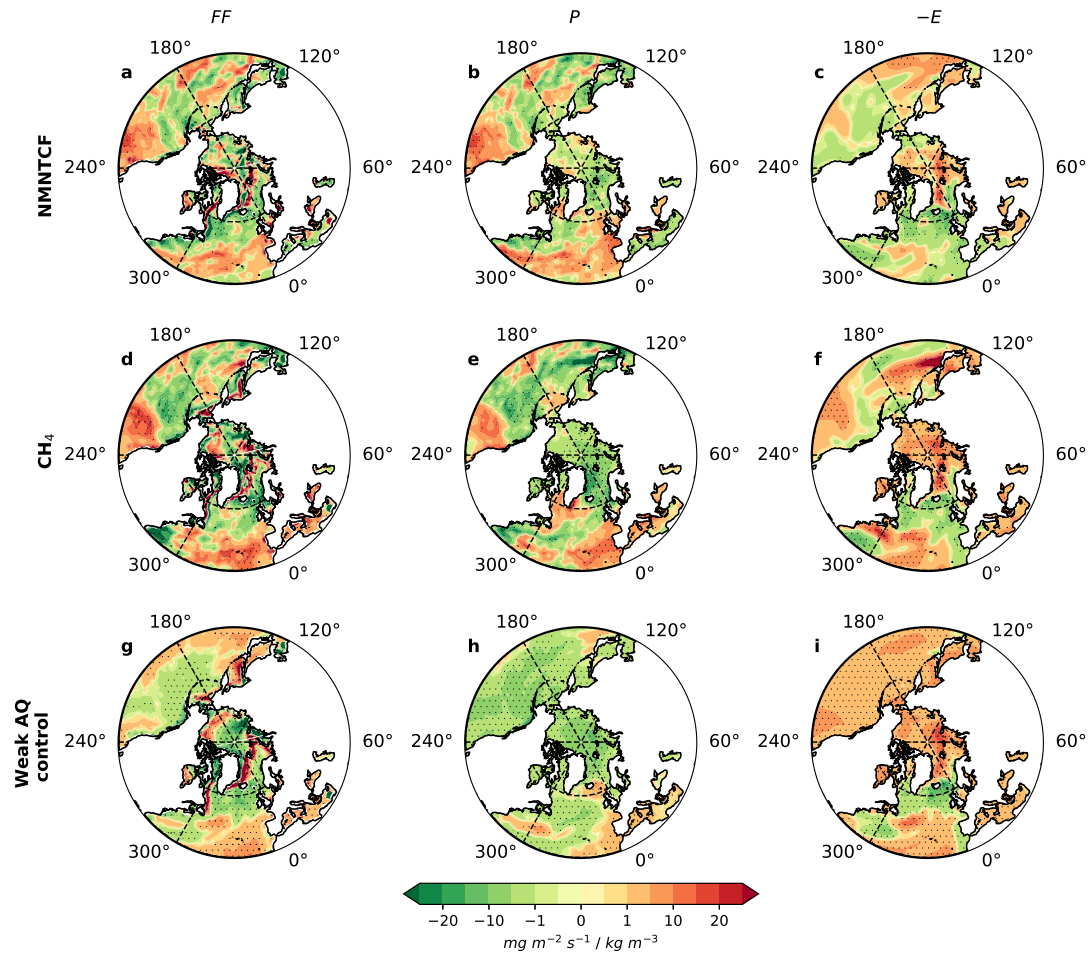 FF P −E
180° 120° 180° 120° 180° 120°
a b c
NMNTCF
240° 60° 240° 60° 240° 60°
300° 0° 300° 0° 300° 0°
180° 120° 180° 120° 180° 120°
d e f
CH₄
240° 60° 240° 60° 240° 60°
300° 0° 300° 0° 300° 0°
180° 120° 180° 120° 180° 120°
g h i
Weak AQ
control
240° 60° 240° 60° 240° 60°
300° 0° 300° 0° 300° 0°
−20 −10 −1 0 1 10 20
mg m⁻² s⁻¹ / kg m⁻³